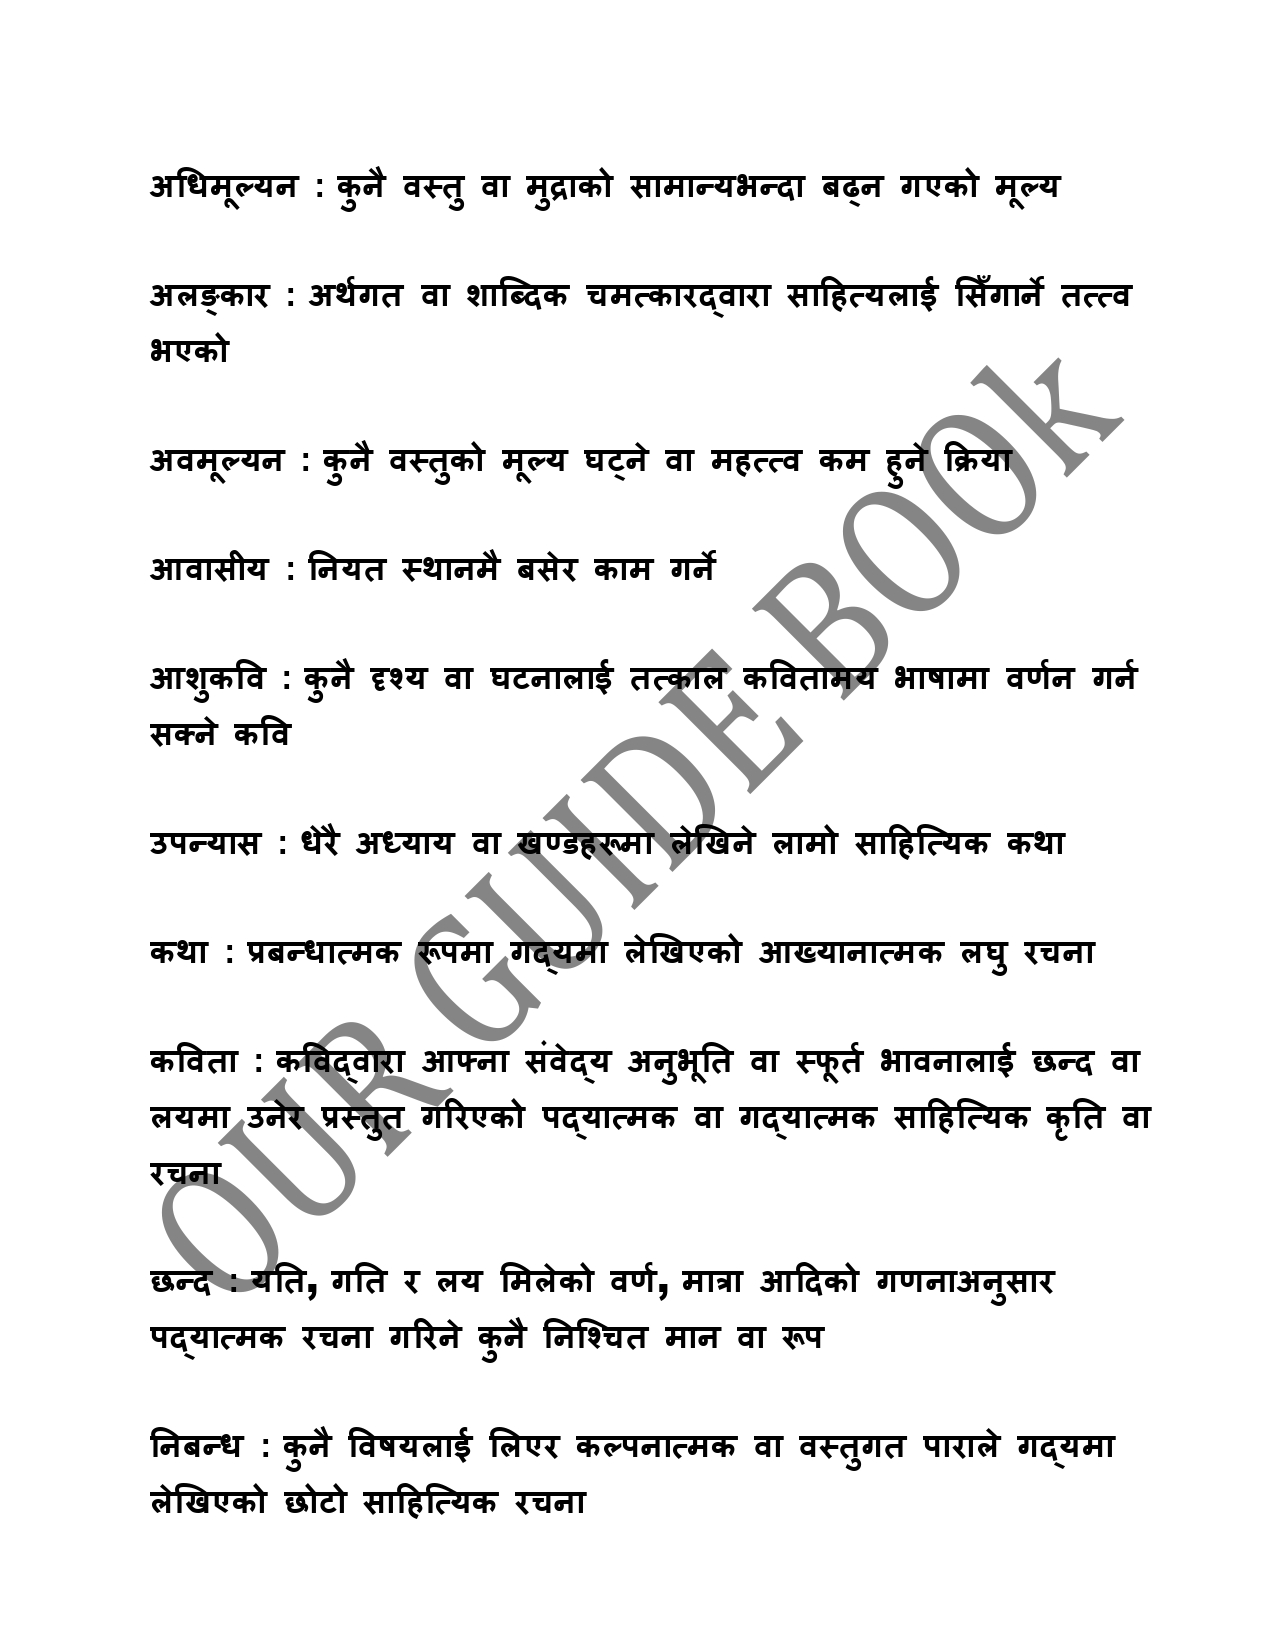 अधिमूल्यन : कुनै वस्तु वा मुद्राको सामान्यभन्दा बढ्न गएको मूल्य
अलङ्कार : अर्थगत वा शाब्दिक चमत्कारद्वारा साहित्यलाई सिँगार्ने तत्त्व
भएको
अवमूल्यन : कुनै वस्तुको मूल्य घट्ने वा महत्त्व कम हुने क्रिया
आवासीय : नियत स्थानमै बसेर काम गर्ने
आशुकवि : कुनै दृश्य वा घटनालाई तत्काल कवितामय भाषामा वर्णन गर्न
सक्ने कवि
उपन्यास : धेरै अध्याय वा खण्डहरूमा लेखिने लामो साहित्यिक कथा
कथा : प्रबन्धात्मक रूपमा गद्यमा लेखिएको आख्यानात्मक लघु रचना
कविता : कविद्वारा आफ्ना संवेद्य अनुभूति वा स्फूर्त भावनालाई छन्द वा
लयमा उनेर प्रस्तुत गरिएको पद्यात्मक वा गद्यात्मक साहित्यिक कृति वा
रचना
छन्द : यति, गति र लय मिलेको वर्ण, मात्रा आदिको गणनाअनुसार
पद्यात्मक रचना गरिने कुनै निश्चित मान वा रूप
निबन्ध : कुनै विषयलाई लिएर कल्पनात्मक वा वस्तुगत पाराले गद्यमा
लेखिएको छोटो साहित्यिक रचना
OUR GUIDE BOOk